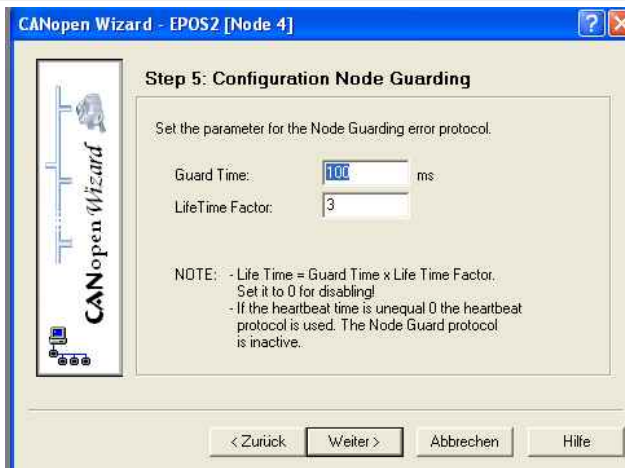 CANopen Wizard - EPOS2 [Node 4]
CANopen Wizard
Step 5: Configuration Node Guarding
Set the parameter for the Node Guarding error protocol.
Guard Time: 100 ms
LifeTime Factor: 3
NOTE: - Life Time = Guard Time x Life Time Factor.
Set it to 0 for disabling!
- If the heartbeat time is unequal 0 the heartbeat
protocol is used. The Node Guard protocol
is inactive.
< Zurück Weiter > Abbrechen Hilfe